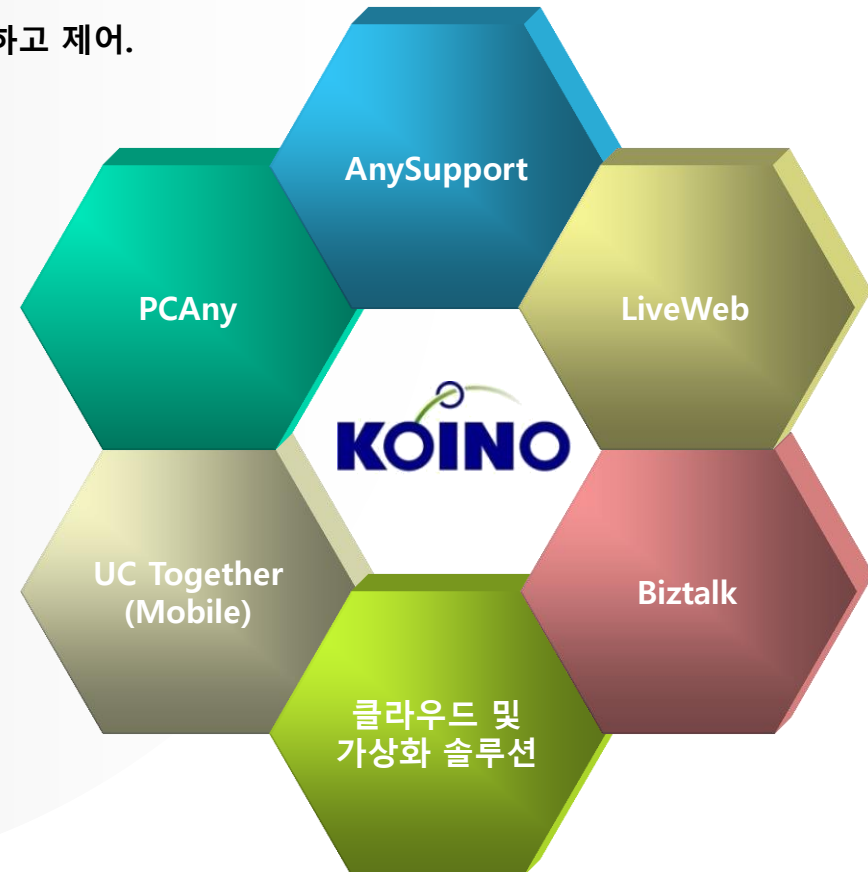 하고 제어.
AnySupport
PCAny
LiveWeb
KOINO
UC Together
(Mobile)
Biztalk
클라우드 및
가상화 솔루션